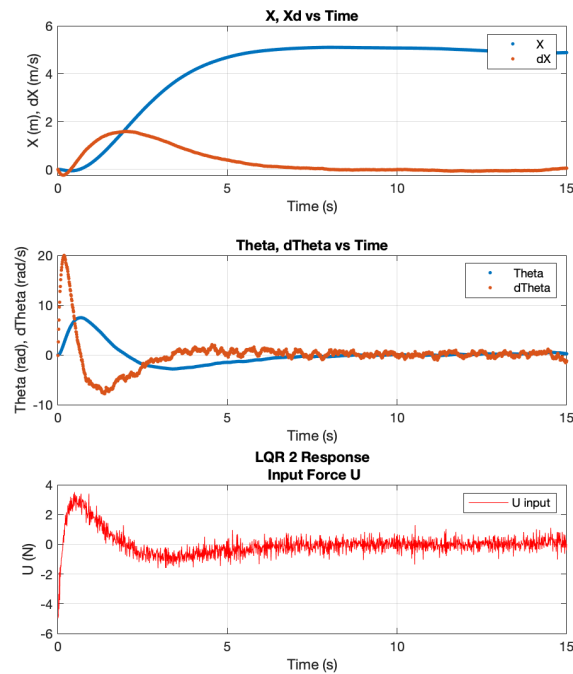 X, Xd vs Time
6
4
2
0
X (m), dX (m/s)
X
dX
0
5
10
15
Time (s)
Theta, dTheta vs Time
20
10
0
-10
Theta (rad), dTheta (rad/s)
Theta
dTheta
0
5
10
15
Time (s)
LQR 2 Response
Input Force U
4
2
0
-2
-4
-6
U (N)
U input
0
5
10
15
Time (s)